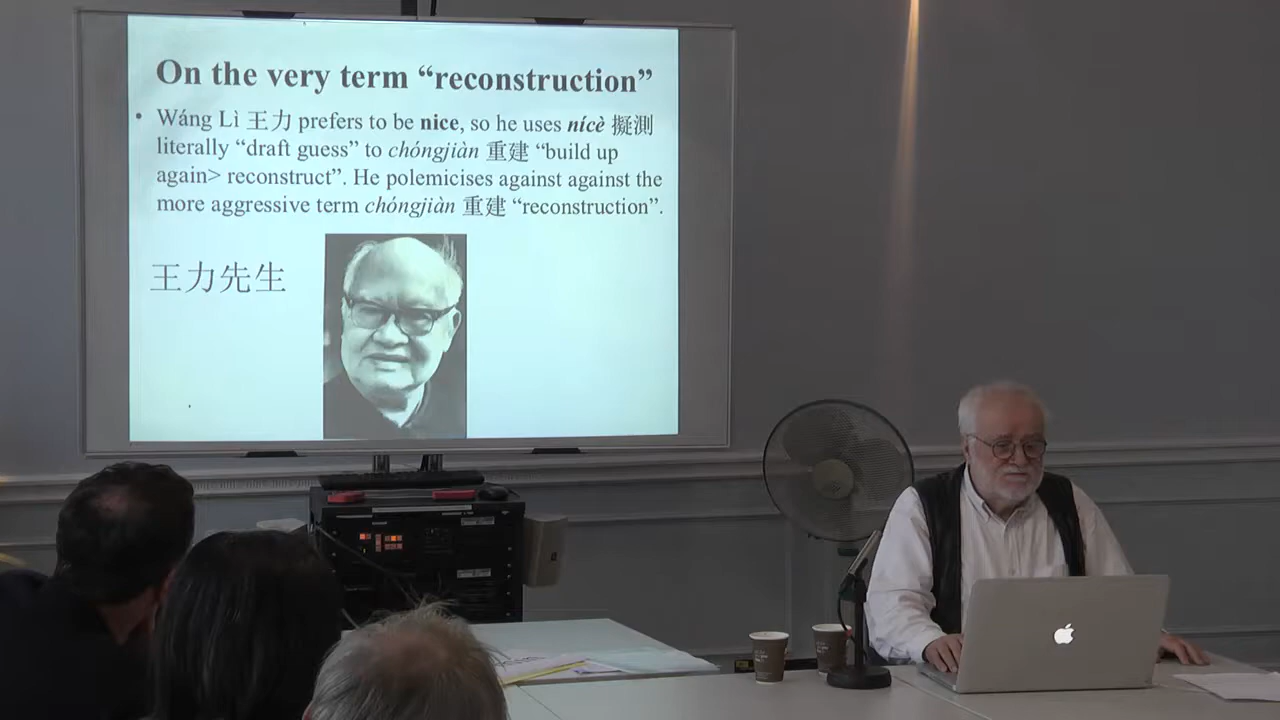 On the very term “reconstruction”
• Wáng Lì 王力 prefers to be nice, so he uses nícè 擬測
literally “draft guess” to chóngjiàn 重建 “build up
again> reconstruct”. He polemicises against against the
more aggressive term chóngjiàn 重建 “reconstruction”.
王力先生